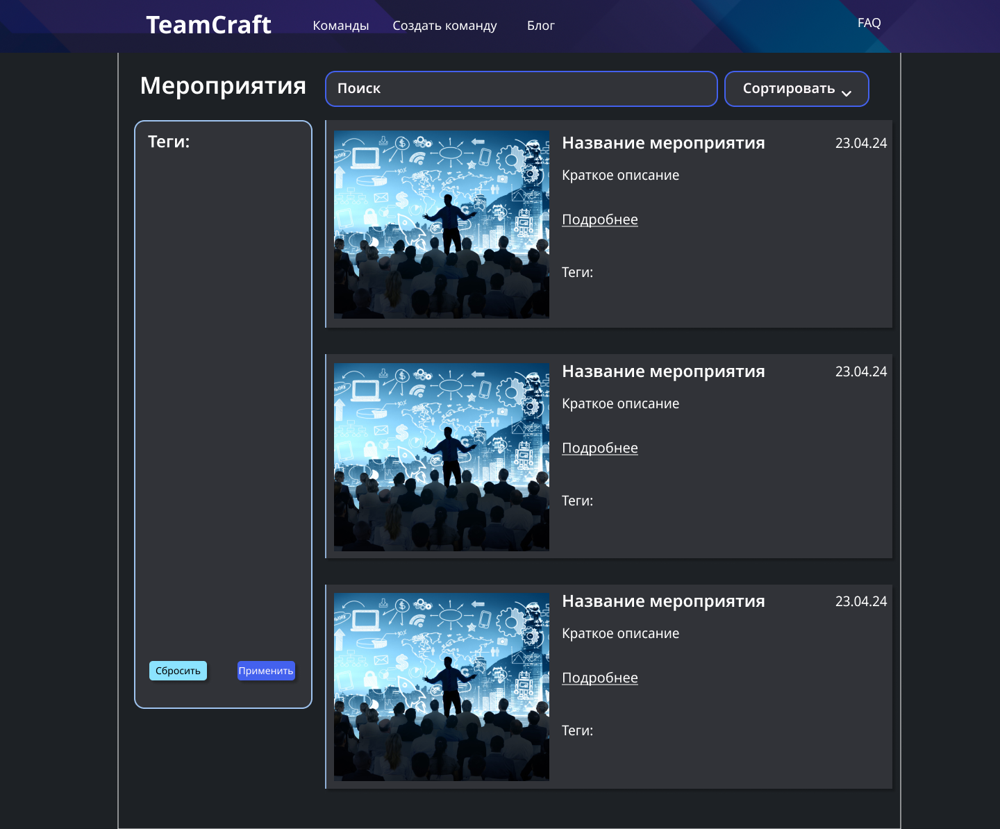 TeamCraft
Команды
Создать команду
Блог
FAQ
Мероприятия
Поиск
Сортировать
Теги:
Сбросить
Применить
Название мероприятия
23.04.24
Краткое описание
Подробнее
Теги:
Название мероприятия
23.04.24
Краткое описание
Подробнее
Теги:
Название мероприятия
23.04.24
Краткое описание
Подробнее
Теги: